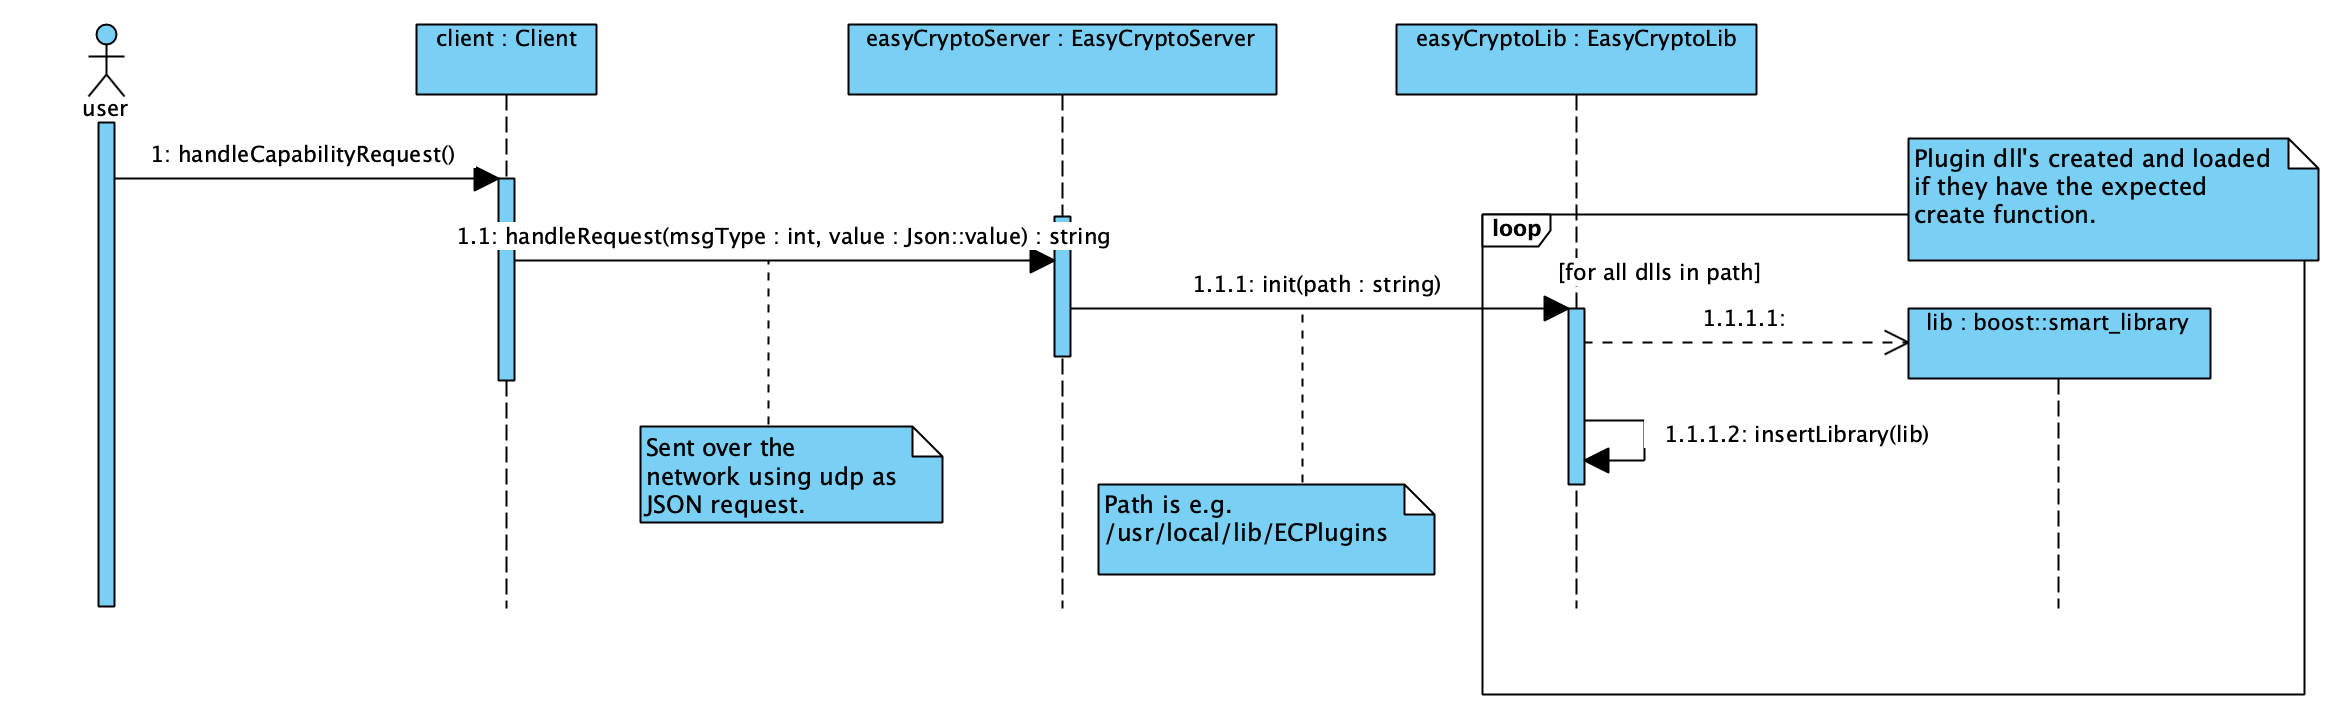 client : Client
easyCryptoServer : EasyCryptoServer
easyCryptoLib : EasyCryptoLib
user
1: handleCapabilityRequest()
Plugin dll's created and loaded
if they have the expected
create function.
loop
1.1: handleRequest(msgType : int, value : Json::value) : string
[for all dlls in path]
1.1.1: init(path : string)
1.1.1.1:
lib : boost::smart_library
1.1.1.2: insertLibrary(lib)
Sent over the
network using udp as
JSON request.
Path is e.g.
/usr/local/lib/ECPlugins